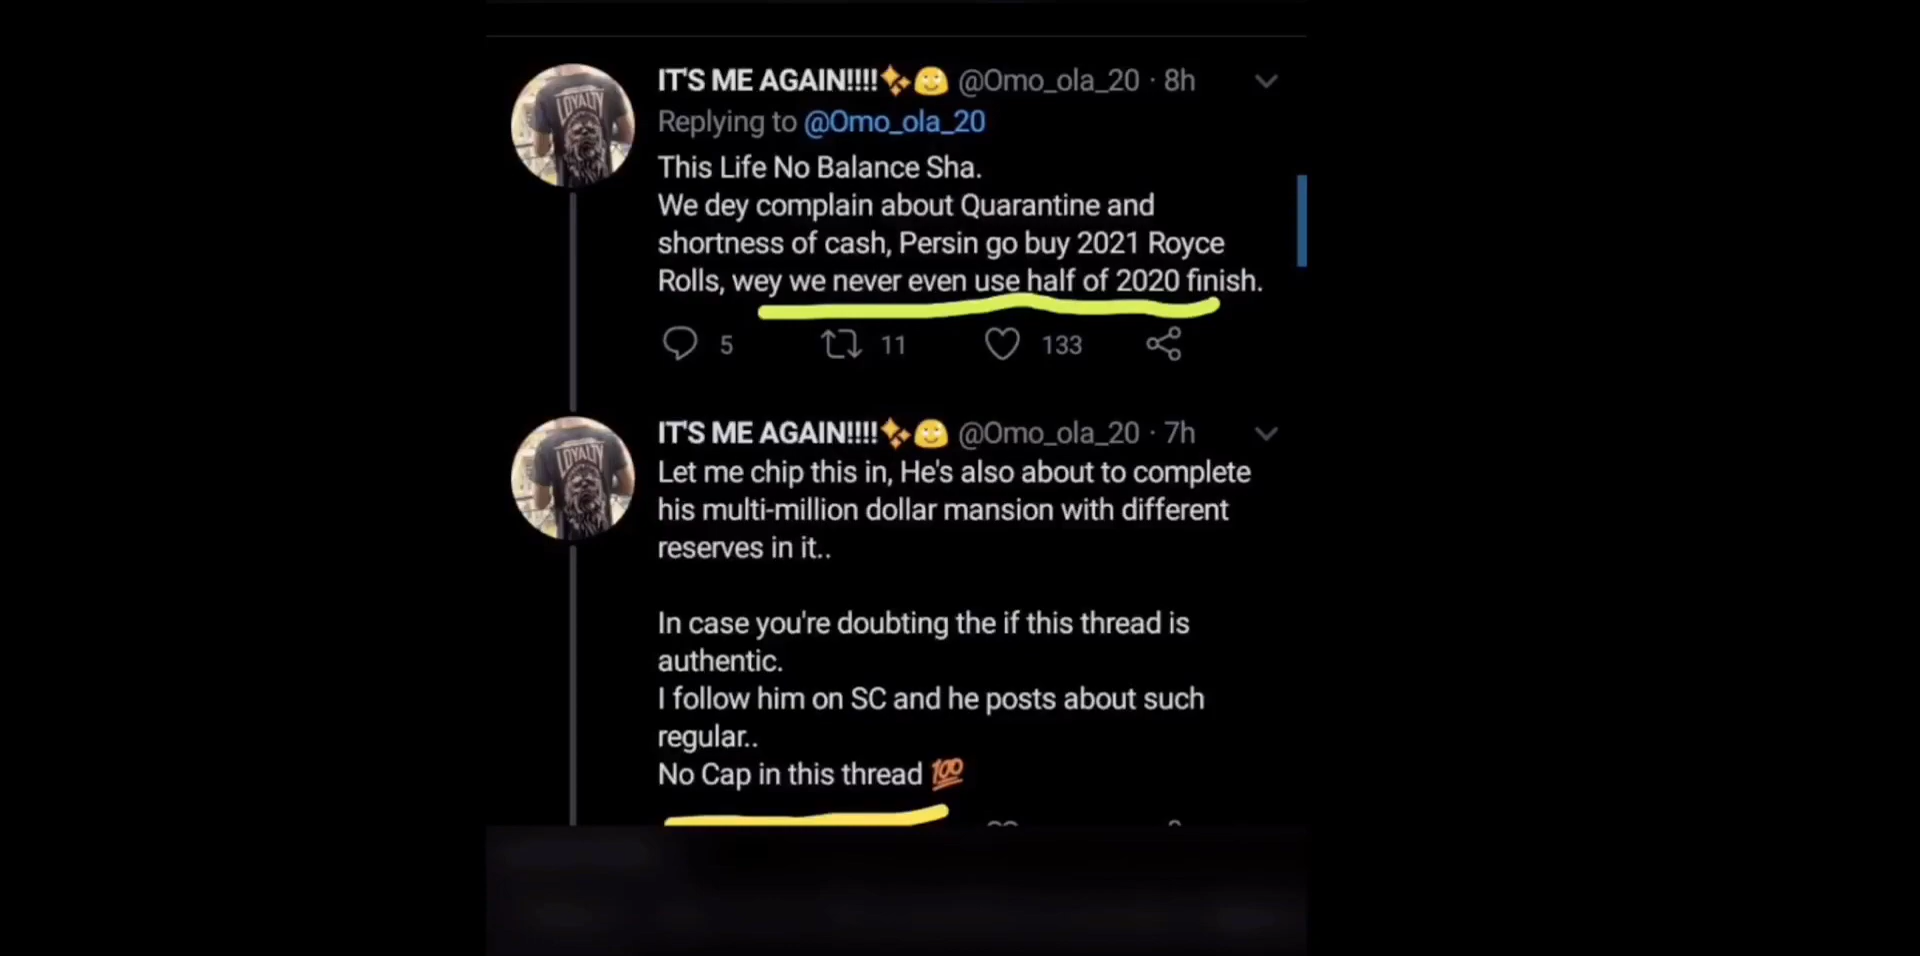 IT'S ME AGAIN!!!!✨🌝 @Omo_ola_20 · 8h
Replying to @Omo_ola_20
This Life No Balance Sha.
We dey complain about Quarantine and
shortness of cash, Persin go buy 2021 Royce
Rolls, wey we never even use half of 2020 finish.
5 11 133
IT'S ME AGAIN!!!!✨🌝 @Omo_ola_20 · 7h
Let me chip this in, He's also about to complete
his multi-million dollar mansion with different
reserves in it..
In case you're doubting the if this thread is
authentic.
I follow him on SC and he posts about such
regular..
No Cap in this thread 💯
LOYALTY
LOYALTY